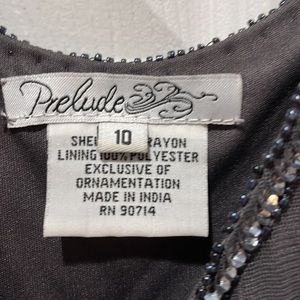 Prelude
10
RAYON
LINING 100% POLYESTER
EXCLUSIVE OF
ORNAMENTATION
MADE IN INDIA
RN 90714